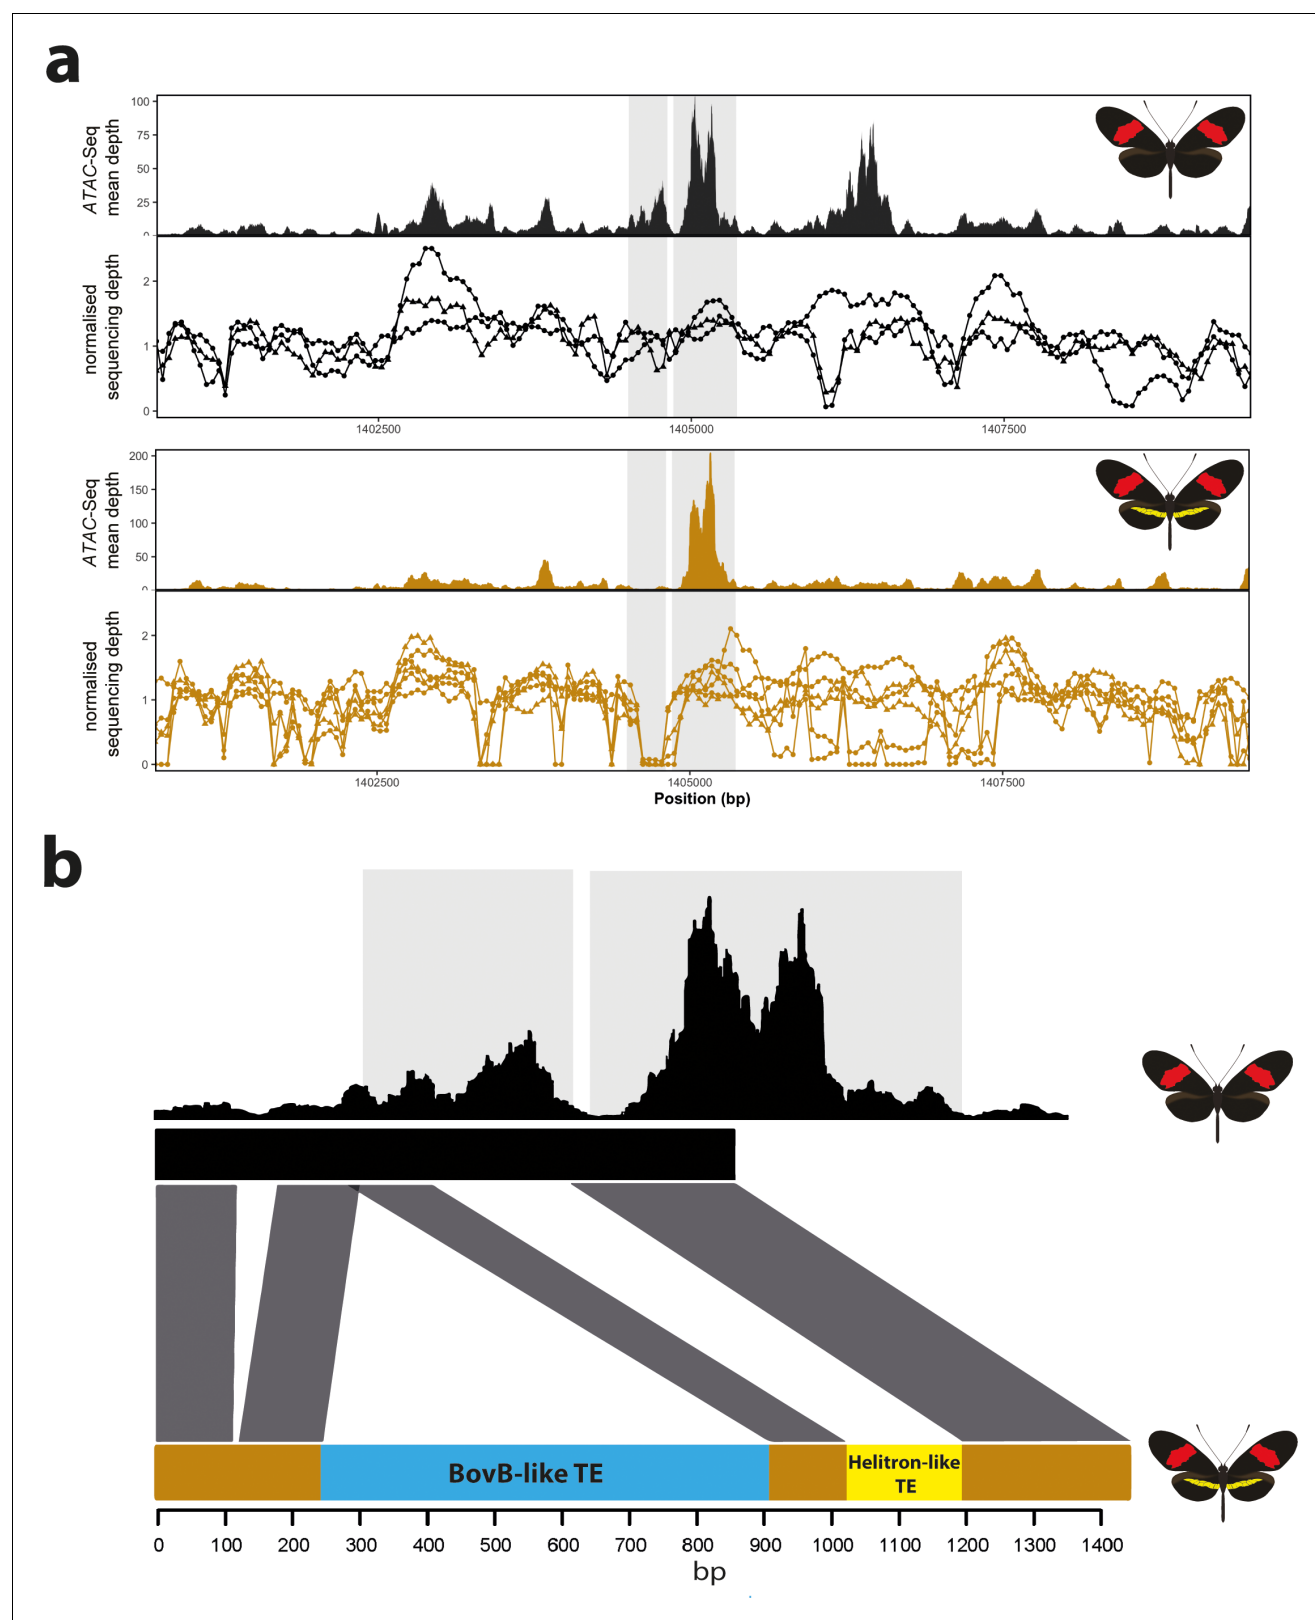 a
ATAC-Seq
mean depth
100
75
50
25
0
normalised
sequencing depth
2
1
0
1402500 1405000 1407500
ATAC-Seq
mean depth
200
150
100
50
0
normalised
sequencing depth
2
1
0
1402500 1405000 1407500
Position (bp)
b
BovB-like TE
Helitron-like
TE
0 100 200 300 400 500 600 700 800 900 1000 1100 1200 1300 1400
bp